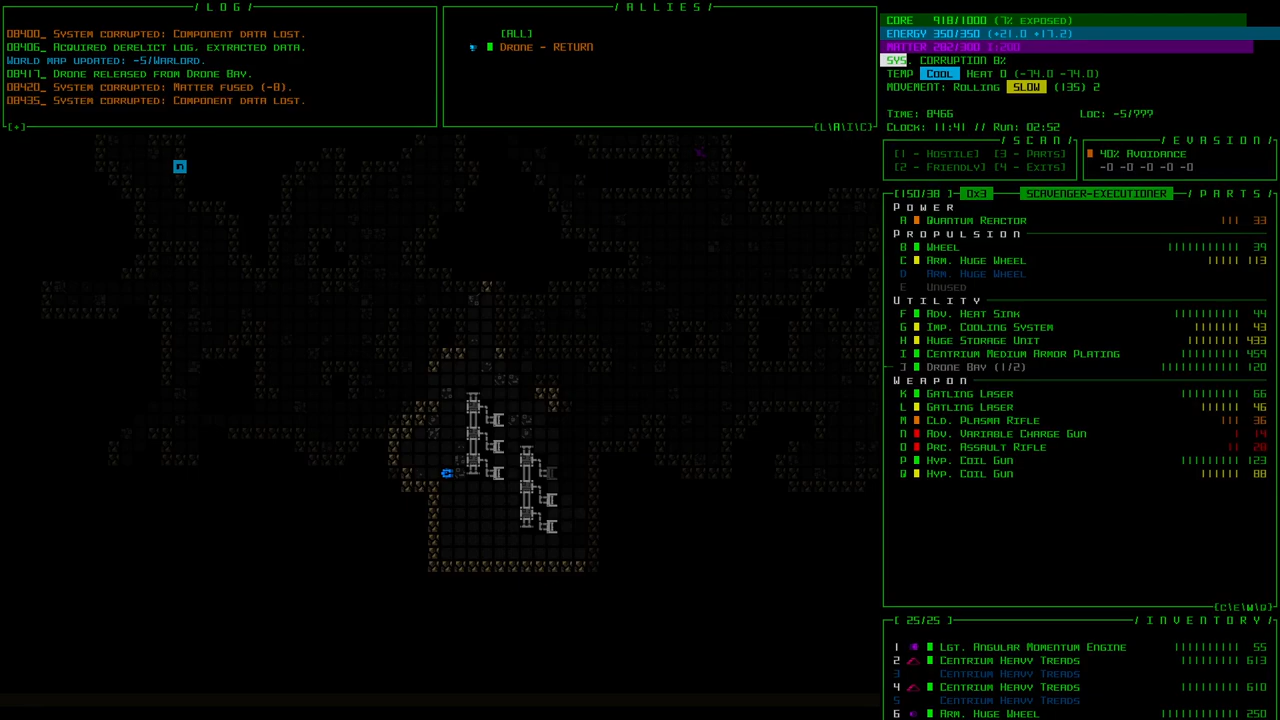 / L O G /
08400_ System corrupted: Component data lost.
08406_ Acquired derelict log. Extracted data.
World map updated: -5/Warlord.
08417_ Drone released from Drone Bay.
08420_ System corrupted: Matter fused (-8).
08435_ System corrupted: Component data lost.
[+]
/ A L L I E S /
[ALL]
Drone - RETURN
(L\A\I\C)
n
CORE 918/1000 (7% exposed)
ENERGY 350/350 (+21.0 +17.2)
SYS. CORRUPTION 8%
TEMP Cool HEAT 0 (-74.0 -74.0)
MOVEMENT: Rolling SLOW (135) 2
Time: 8466 Loc: -5/???
Clock: 11:41 // Run: 02:52
/ S C A N /
[1 - Hostile] [3 - Parts]
[2 - Friendly] [4 - Exits]
/ E V A S I O N /
40% Avoidance
-0 -0 -0 -0 -0
[150/38 ] 0x3 SCAVENGER-EXECUTIONER / P A R T S /
P O W E R
A Quantum Reactor 33
P R O P U L S I O N
B Wheel 39
C Arm. Huge Wheel 113
D Arm. Huge Wheel
E Unused
U T I L I T Y
F Adv. Heat Sink 44
G Imp. Cooling System 43
H Huge Storage Unit 433
I Centrium Medium Armor Plating 459
J Drone Bay (1/2) 120
W E A P O N
K Gatling Laser 66
L Gatling Laser 46
M Cld. Plasma Rifle 36
N Adv. Variable Charge Gun 14
O Prc. Assault Rifle 28
P Hyp. Coil Gun 123
Q Hyp. Coil Gun 88
(C\E\W\Q)
[ 25/25 ] / I N V E N T O R Y /
1 Lgt. Angular Momentum Engine 55
2 Centrium Heavy Treads 613
3 Centrium Heavy Treads
4 Centrium Heavy Treads 610
5 Centrium Heavy Treads
6 Arm. Huge Wheel 250